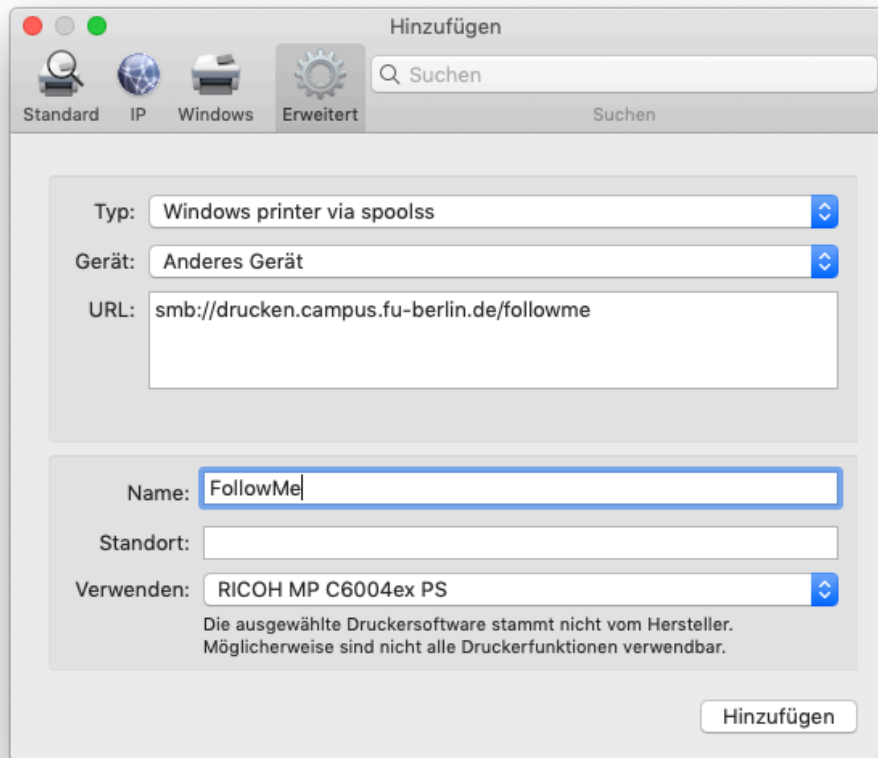 Hinzufügen
Suchen
Standard IP Windows Erweitert Suchen
Typ: Windows printer via spoolss
Gerät: Anderes Gerät
URL: smb://drucken.campus.fu-berlin.de/followme
Name: FollowMe
Standort:
Verwenden: RICOH MP C6004ex PS
Die ausgewählte Druckersoftware stammt nicht vom Hersteller.
Möglicherweise sind nicht alle Druckerfunktionen verwendbar.
Hinzufügen